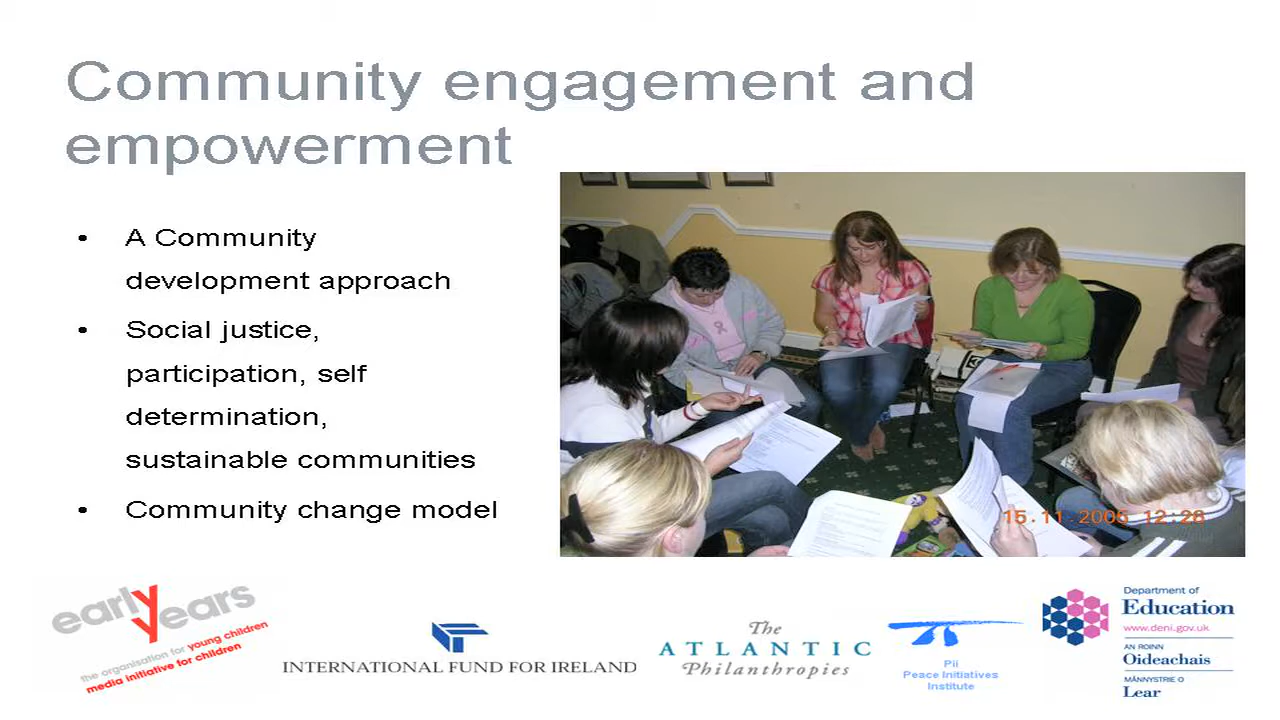 Community engagement and
empowerment
• A Community
development approach
• Social justice,
participation, self
determination,
sustainable communities
• Community change model
15.11.2006 12:28
early years
the organisation for young children
media initiative for children
INTERNATIONAL FUND FOR IRELAND
The
ATLANTIC
Philanthropies
Pii
Peace Initiatives
Institute
Department of
Education
www.deni.gov.uk
AN ROINN
Oideachais
MÄNNYSTRIE O
Lear